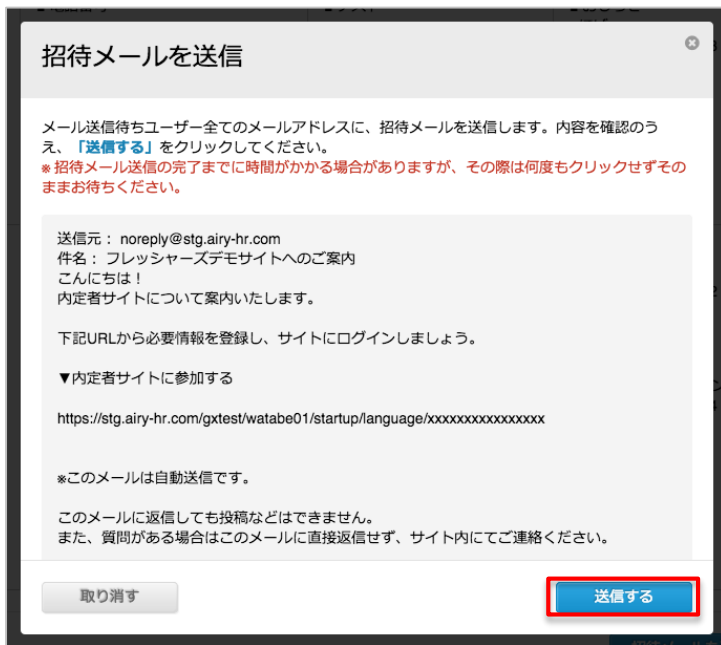 招待メールを送信
メール送信待ちユーザー全てのメールアドレスに、招待メールを送信します。内容を確認のう
え、「送信する」をクリックしてください。
※招待メール送信の完了までに時間がかかる場合がありますが、その際は何度もクリックせずその
ままお待ちください。
送信元： noreply@stg.airy-hr.com
件名： フレッシャーズデモサイトへのご案内
こんにちは！
内定者サイトについて案内いたします。
下記URLから必要情報を登録し、サイトにログインしましょう。
▼内定者サイトに参加する
https://stg.airy-hr.com/gxtest/watabe01/startup/language/xxxxxxxxxxxxxxxx
※このメールは自動送信です。
このメールに返信しても投稿などはできません。
また、質問がある場合はこのメールに直接返信せず、サイト内にてご連絡ください。
取り消す
送信する